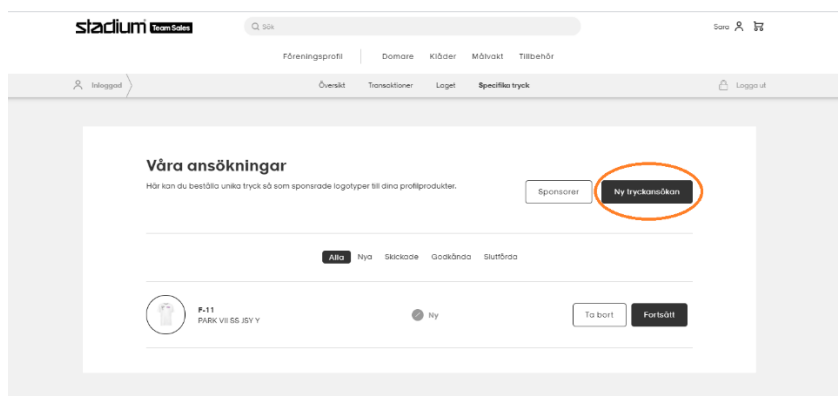 stadium Team Sales
Sök
Sara
Föreningsprofil Domare Kläder Målvakt Tillbehör
Inloggad
Översikt Transaktioner Laget Specifika tryck
Logga ut
Våra ansökningar
Här kan du beställa unika tryck så som sponsrade logotyper till dina profilprodukter.
Sponsorer Ny tryckansökan
Alla Nya Skickade Godkända Slutförda
F-11
PARK VII SS JSY Y
Ny
Ta bort Fortsätt